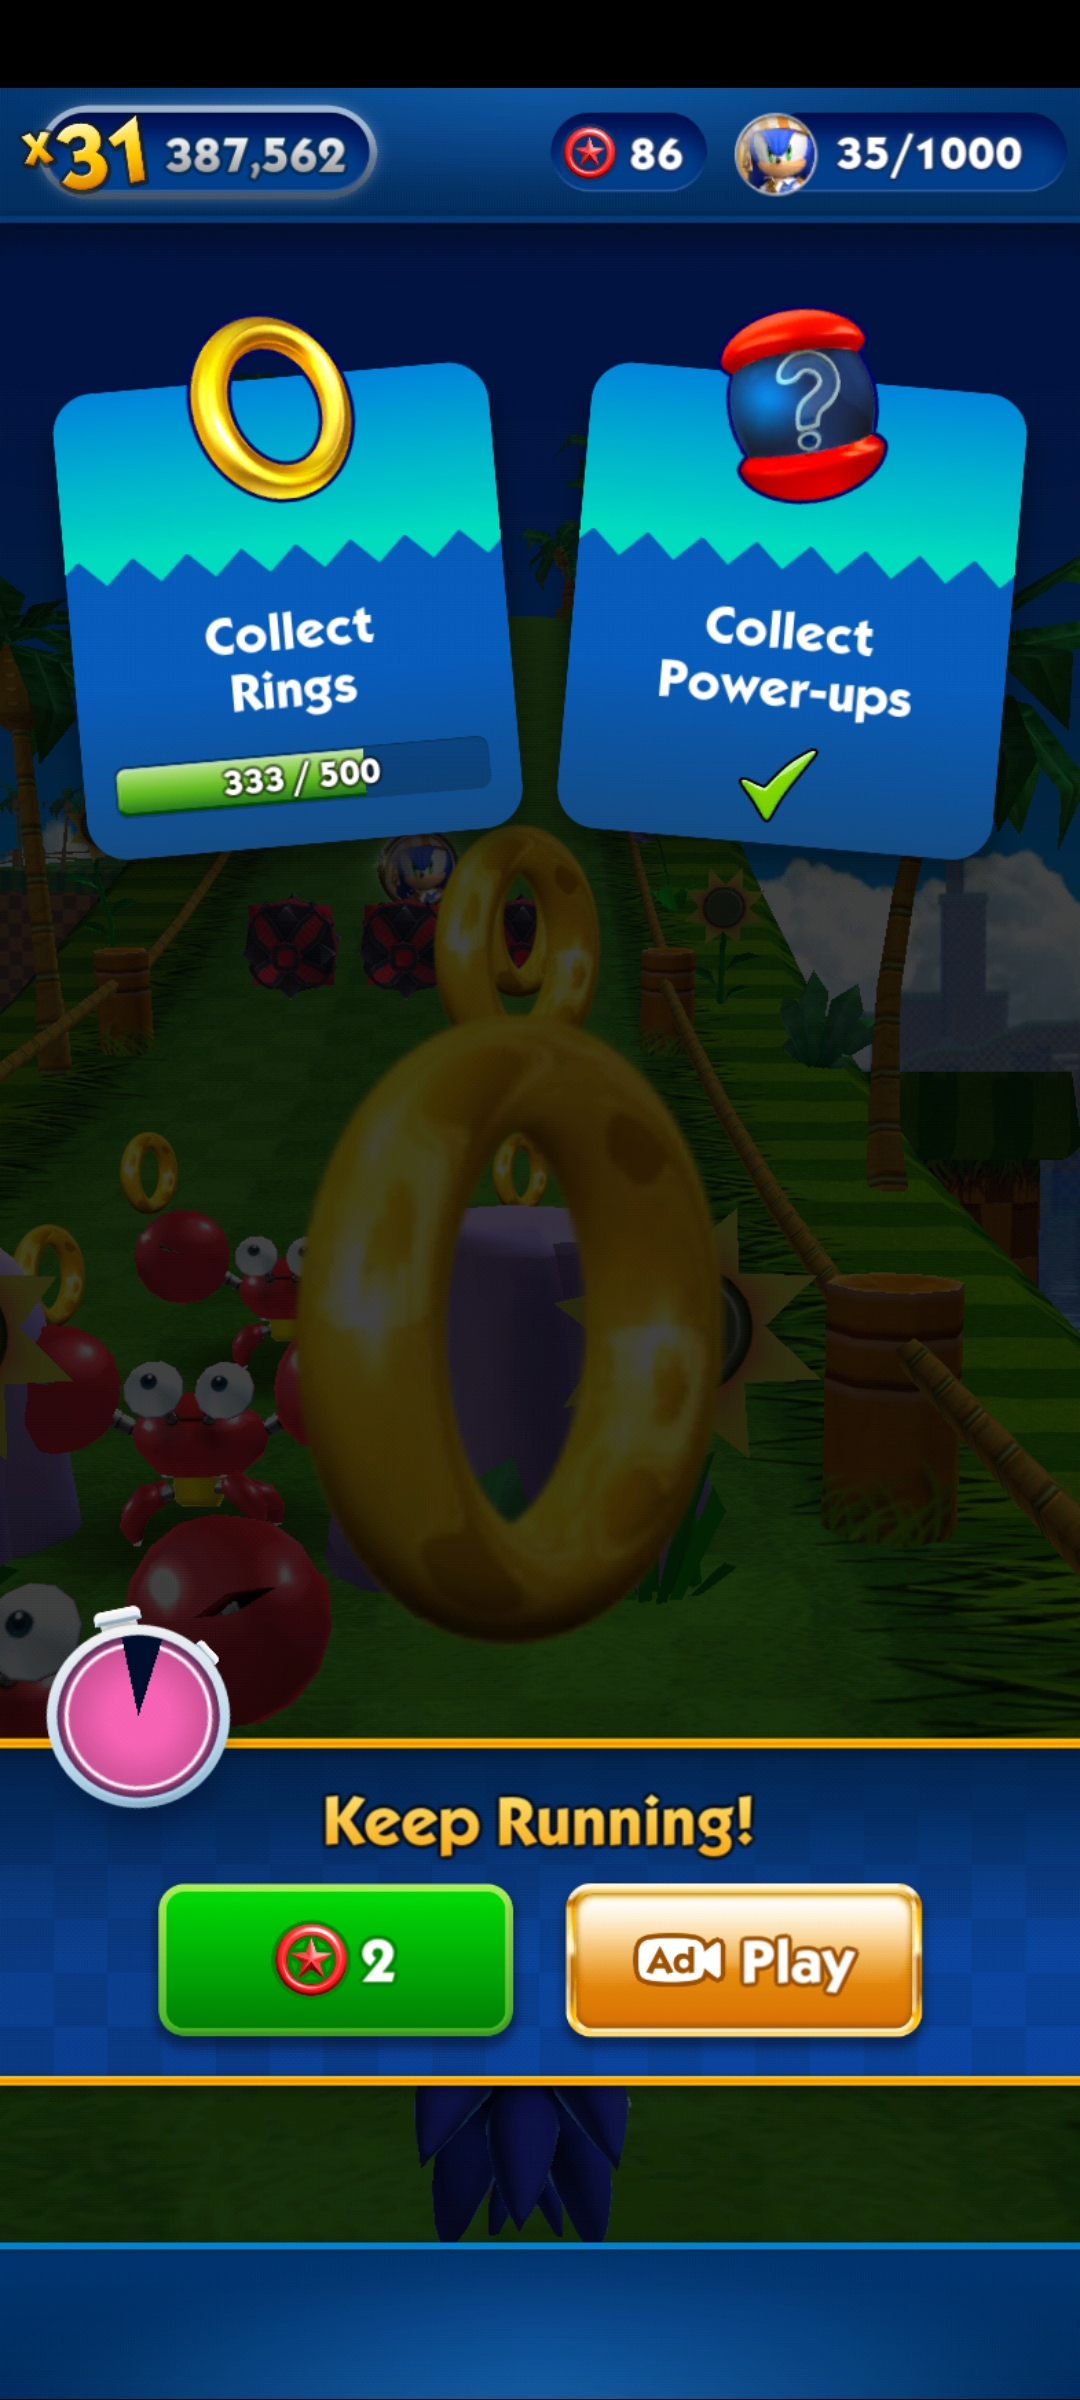 x31 387,562
86
35/1000
?
Collect
Rings
333 / 500
Collect
Power-ups
Keep Running!
2
Ad Play